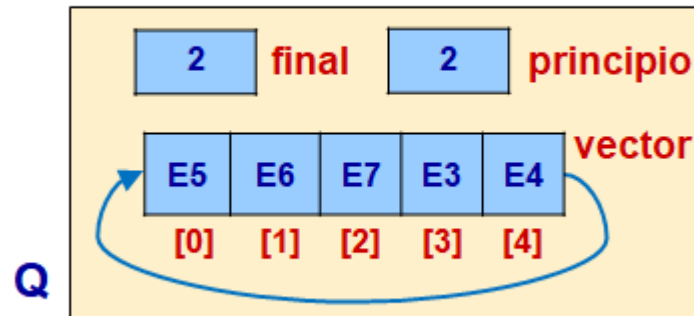 2 final 2 principio
E5 E6 E7 E3 E4 vector
[0] [1] [2] [3] [4]
Q